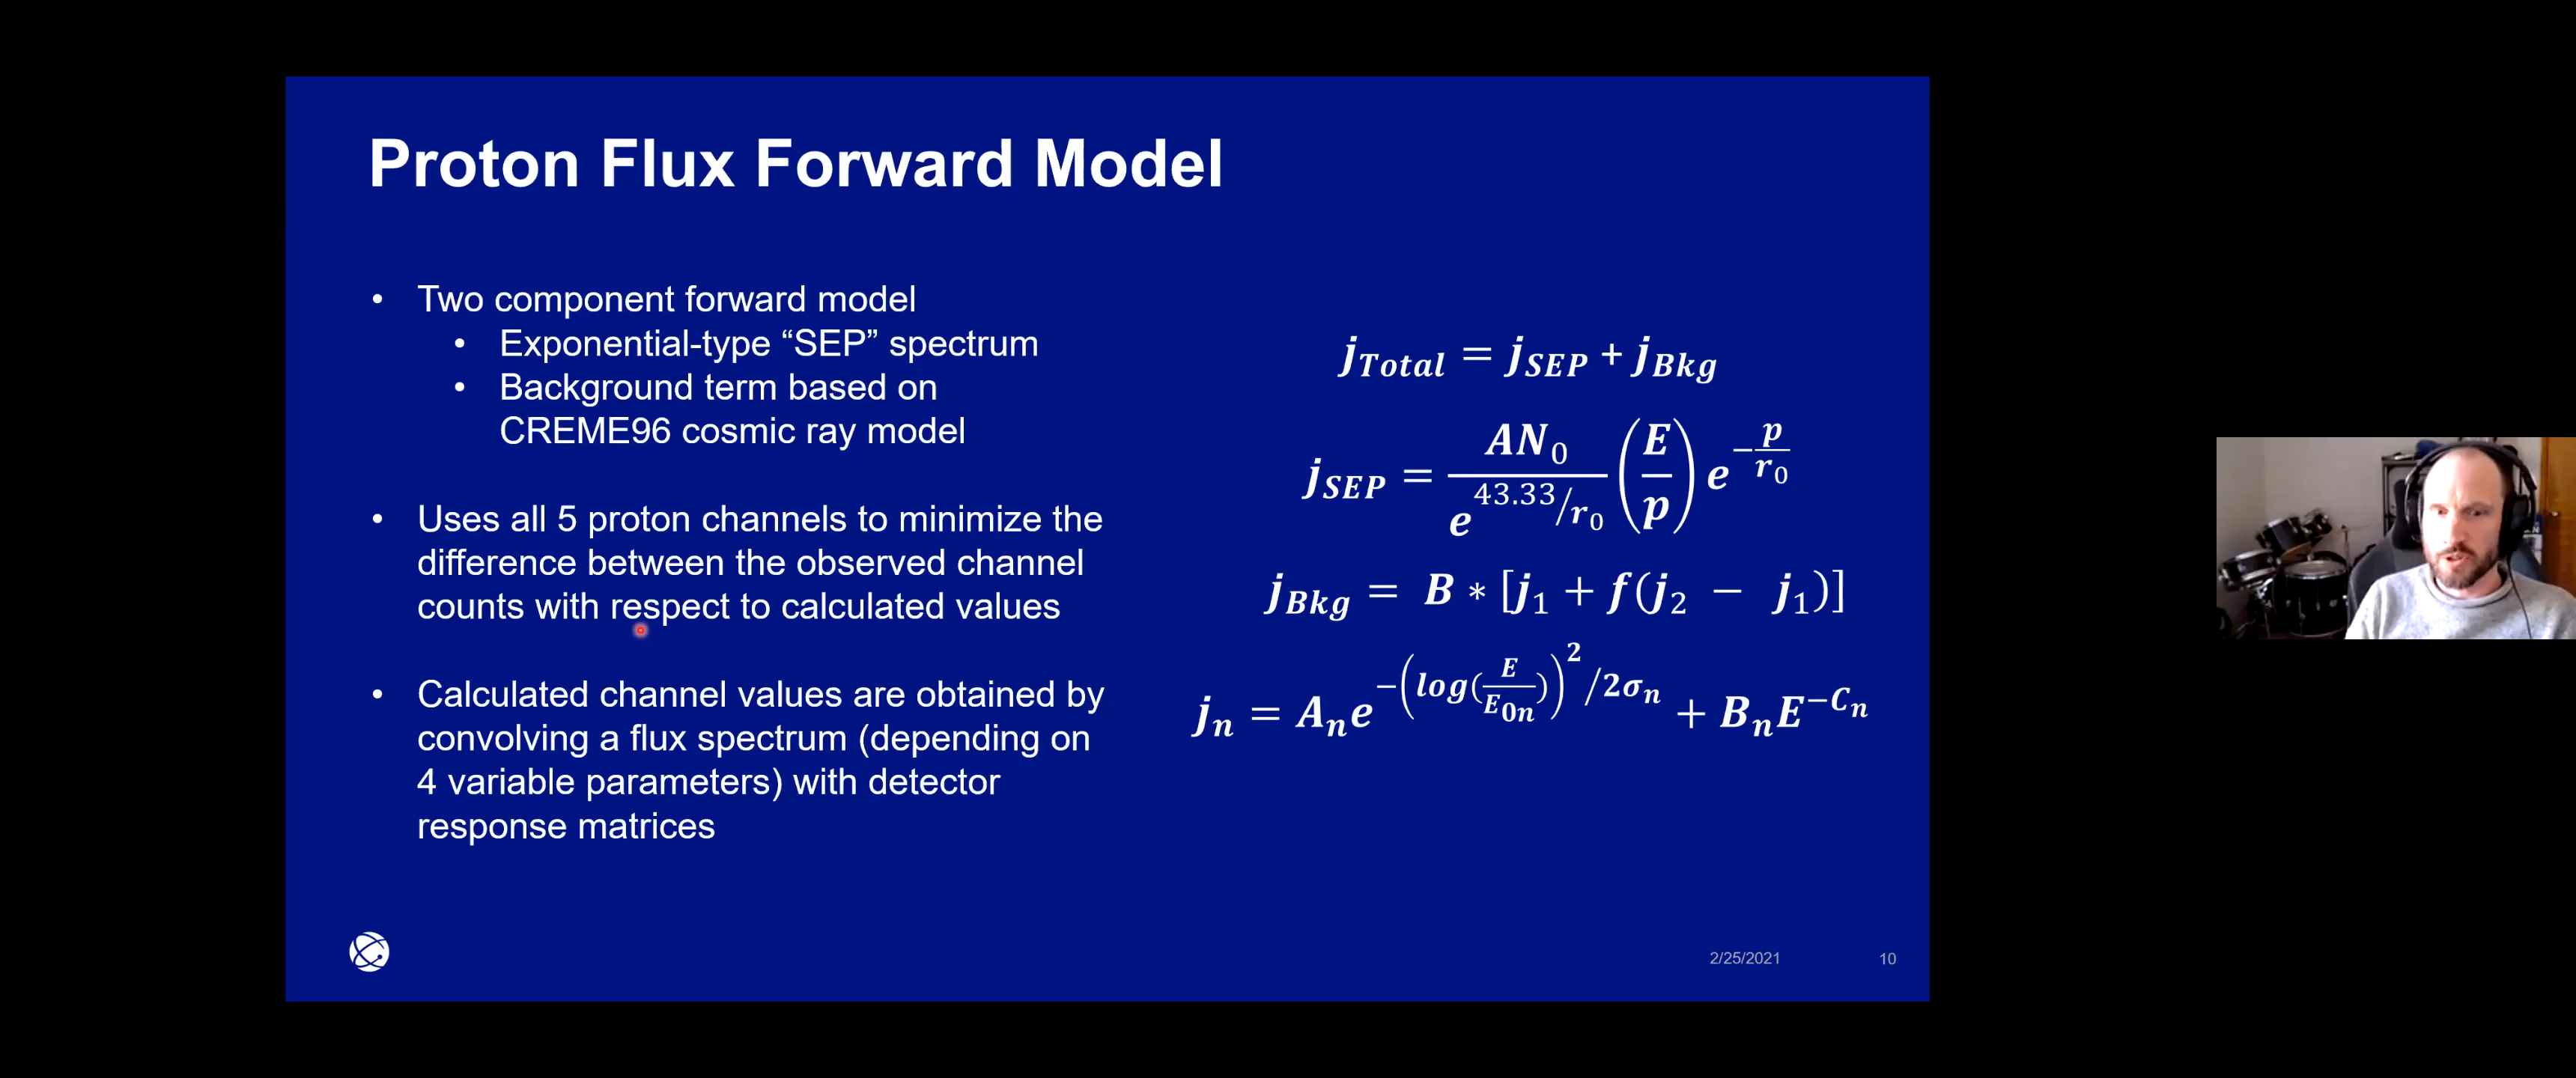 Proton Flux Forward Model
• Two component forward model
• Exponential-type “SEP” spectrum
• Background term based on
CREME96 cosmic ray model
• Uses all 5 proton channels to minimize the
difference between the observed channel
counts with respect to calculated values
• Calculated channel values are obtained by
convolving a flux spectrum (depending on
4 variable parameters) with detector
response matrices
j_Total = j_SEP + j_Bkg
j_SEP = AN_0 / e^{43.33/r_0} (E/p) e^{-p/r_0}
j_Bkg = B * [j_1 + f(j_2 − j_1)]
j_n = A_n e^{-(log(E/E_{0n}))^2/2σ_n} + B_n E^{-C_n}
2/25/2021
10